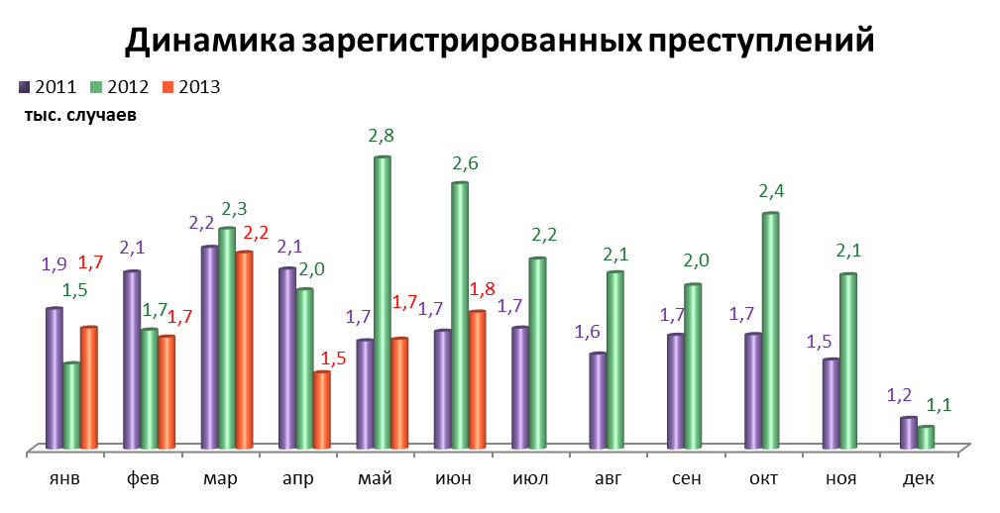 Динамика зарегистрированных преступлений
2011 2012 2013
тыс. случаев
1,9 1,5 1,7
2,1 1,7 1,7
2,2 2,3 2,2
2,1 2,0 1,5
1,7 2,8 1,7
1,7 2,6 1,8
1,7 2,2
1,6 2,1
1,7 2,0
1,7 2,4
1,5 2,1
1,2 1,1
янв фев мар апр май июн июл авг сен окт ноя дек